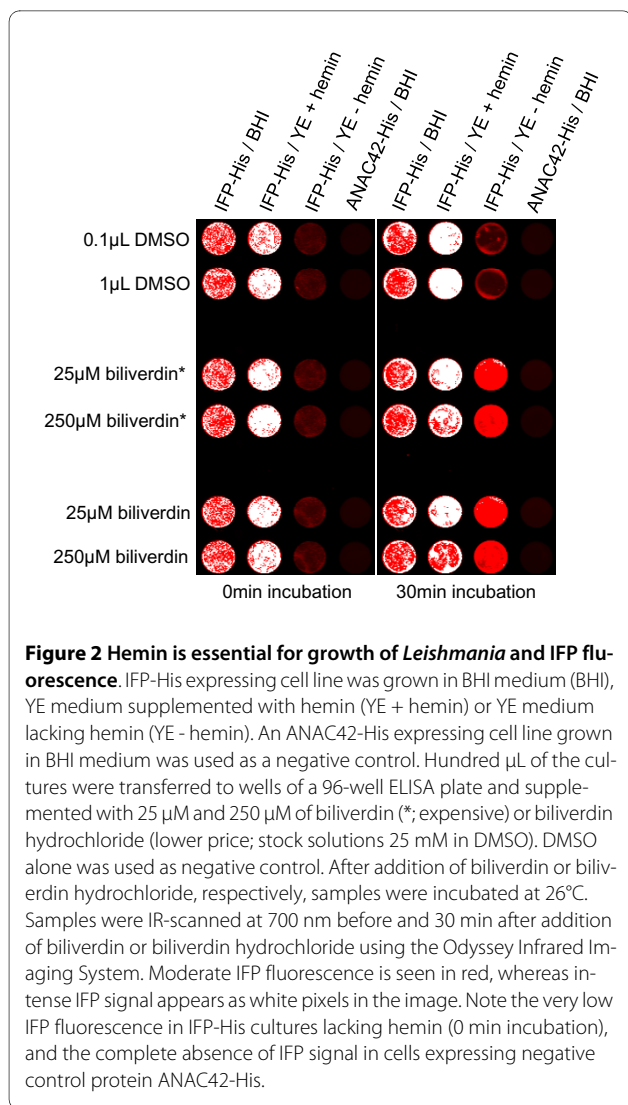 IFP-His / BHI
IFP-His / YE + hemin
IFP-His / YE - hemin
ANAC42-His / BHI
IFP-His / BHI
IFP-His / YE + hemin
IFP-His / YE - hemin
ANAC42-His / BHI
0.1µL DMSO
1µL DMSO
25µM biliverdin*
250µM biliverdin*
25µM biliverdin
250µM biliverdin
0min incubation
30min incubation
Figure 2 Hemin is essential for growth of Leishmania and IFP flu-
orescence. IFP-His expressing cell line was grown in BHI medium (BHI),
YE medium supplemented with hemin (YE + hemin) or YE medium
lacking hemin (YE - hemin). An ANAC42-His expressing cell line grown
in BHI medium was used as a negative control. Hundred µL of the cul-
tures were transferred to wells of a 96-well ELISA plate and supple-
mented with 25 µM and 250 µM of biliverdin (*; expensive) or biliverdin
hydrochloride (lower price; stock solutions 25 mM in DMSO). DMSO
alone was used as negative control. After addition of biliverdin or biliv-
erdin hydrochloride, respectively, samples were incubated at 26°C.
Samples were IR-scanned at 700 nm before and 30 min after addition
of biliverdin or biliverdin hydrochloride using the Odyssey Infrared Im-
aging System. Moderate IFP fluorescence is seen in red, whereas in-
tense IFP signal appears as white pixels in the image. Note the very low
IFP fluorescence in IFP-His cultures lacking hemin (0 min incubation),
and the complete absence of IFP signal in cells expressing negative
control protein ANAC42-His.